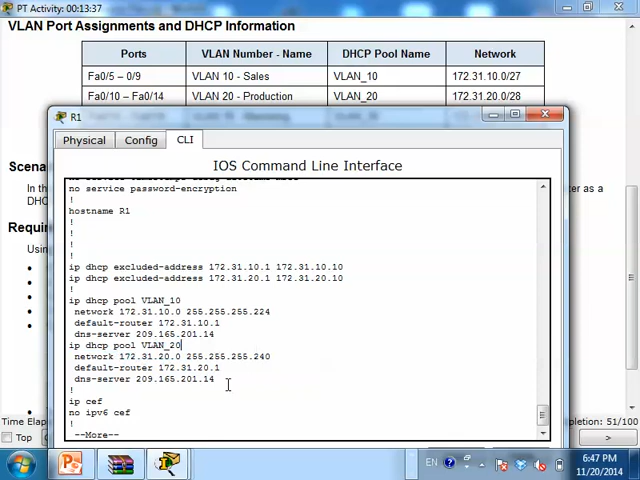 PT Activity: 00:13:37
VLAN Port Assignments and DHCP Information
Ports VLAN Number - Name DHCP Pool Name Network
Fa0/5 – 0/9 VLAN 10 - Sales VLAN_10 172.31.10.0/27
Fa0/10 – Fa0/14 VLAN 20 - Production VLAN_20 172.31.20.0/28
R1
Physical Config CLI
IOS Command Line Interface
Scena
In the
DHC
ter as a
Requi
Using
no service password-encryption
!
hostname R1
!
!
!
!
ip dhcp excluded-address 172.31.10.1 172.31.10.10
ip dhcp excluded-address 172.31.20.1 172.31.20.10
!
ip dhcp pool VLAN_10
network 172.31.10.0 255.255.255.224
default-router 172.31.10.1
dns-server 209.165.201.14
ip dhcp pool VLAN_20
network 172.31.20.0 255.255.255.240
default-router 172.31.20.1
dns-server 209.165.201.14
!
ip cef
no ipv6 cef
!
--More--
Time Elap
mpletion: 51/100
Top
>
EN
6:47 PM
11/20/2014